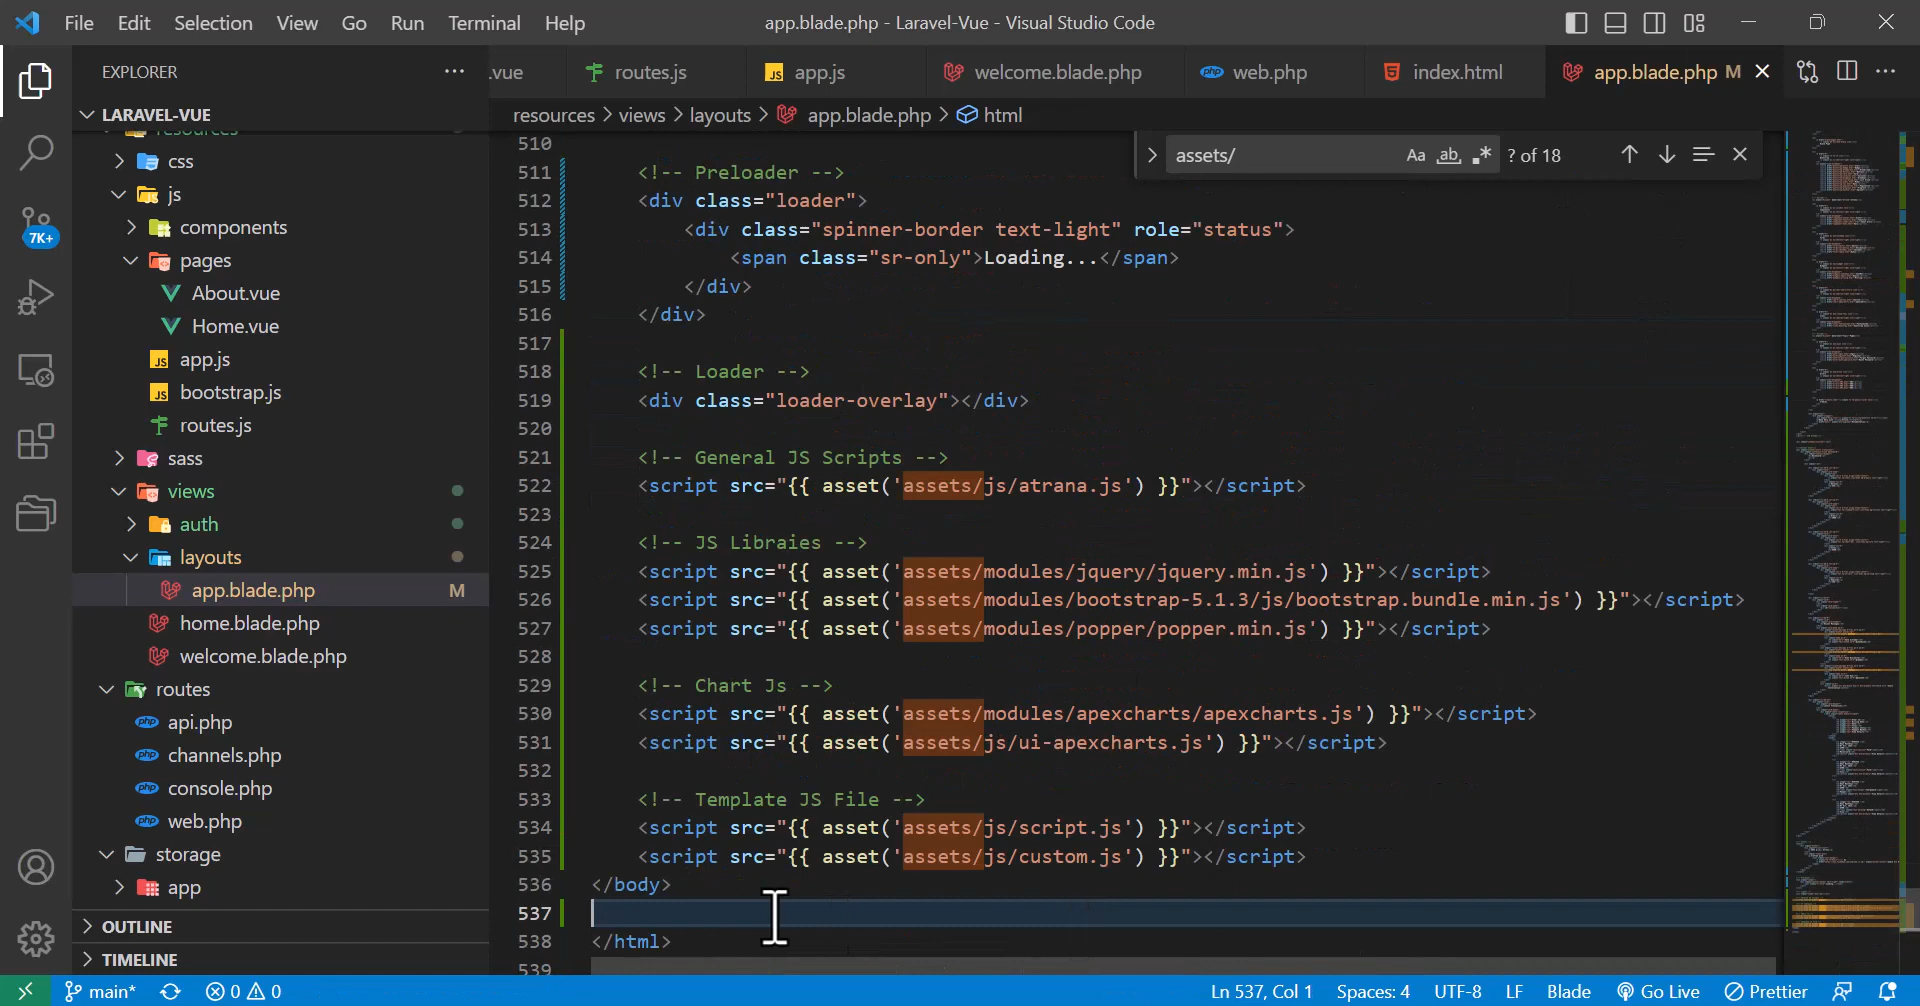 File Edit Selection View Go Run Terminal Help
app.blade.php - Laravel-Vue - Visual Studio Code
EXPLORER
.vue
routes.js
app.js
welcome.blade.php
web.php
index.html
app.blade.php M
LARAVEL-VUE
resources
css
js
components
pages
About.vue
Home.vue
app.js
bootstrap.js
routes.js
sass
views
auth
layouts
app.blade.php M
home.blade.php
welcome.blade.php
routes
api.php
channels.php
console.php
web.php
storage
app
OUTLINE
TIMELINE
7K+
resources > views > layouts > app.blade.php > html
assets/ Aa ab ? of 18
510
511 <!-- Preloader -->
512 <div class="loader">
513 <div class="spinner-border text-light" role="status">
514 <span class="sr-only">Loading...</span>
515 </div>
516 </div>
517
518 <!-- Loader -->
519 <div class="loader-overlay"></div>
520
521 <!-- General JS Scripts -->
522 <script src="{{ asset('assets/js/atrana.js') }}"></script>
523
524 <!-- JS Libraies -->
525 <script src="{{ asset('assets/modules/jquery/jquery.min.js') }}"></script>
526 <script src="{{ asset('assets/modules/bootstrap-5.1.3/js/bootstrap.bundle.min.js') }}"></script>
527 <script src="{{ asset('assets/modules/popper/popper.min.js') }}"></script>
528
529 <!-- Chart Js -->
530 <script src="{{ asset('assets/modules/apexcharts/apexcharts.js') }}"></script>
531 <script src="{{ asset('assets/js/ui-apexcharts.js') }}"></script>
532
533 <!-- Template JS File -->
534 <script src="{{ asset('assets/js/script.js') }}"></script>
535 <script src="{{ asset('assets/js/custom.js') }}"></script>
536 </body>
537
538 </html>
539
main* 0 0 Ln 537, Col 1 Spaces: 4 UTF-8 LF Blade Go Live Prettier